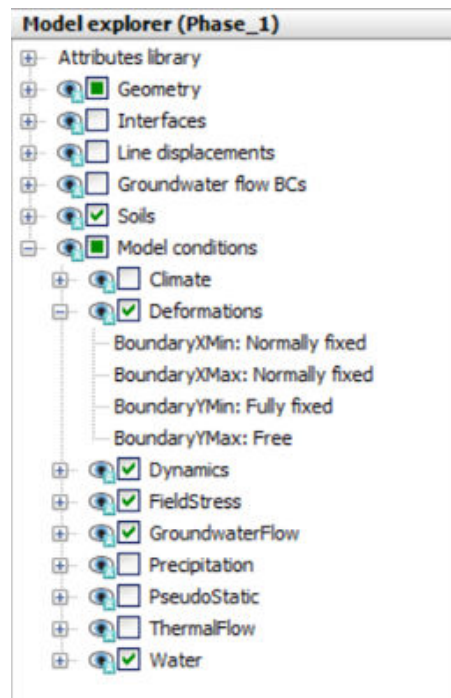 Model explorer (Phase_1)
Attributes library
Geometry
Interfaces
Line displacements
Groundwater flow BCs
Soils
Model conditions
Climate
Deformations
BoundaryXMin: Normally fixed
BoundaryXMax: Normally fixed
BoundaryYMin: Fully fixed
BoundaryYMax: Free
Dynamics
FieldStress
GroundwaterFlow
Precipitation
PseudoStatic
ThermalFlow
Water